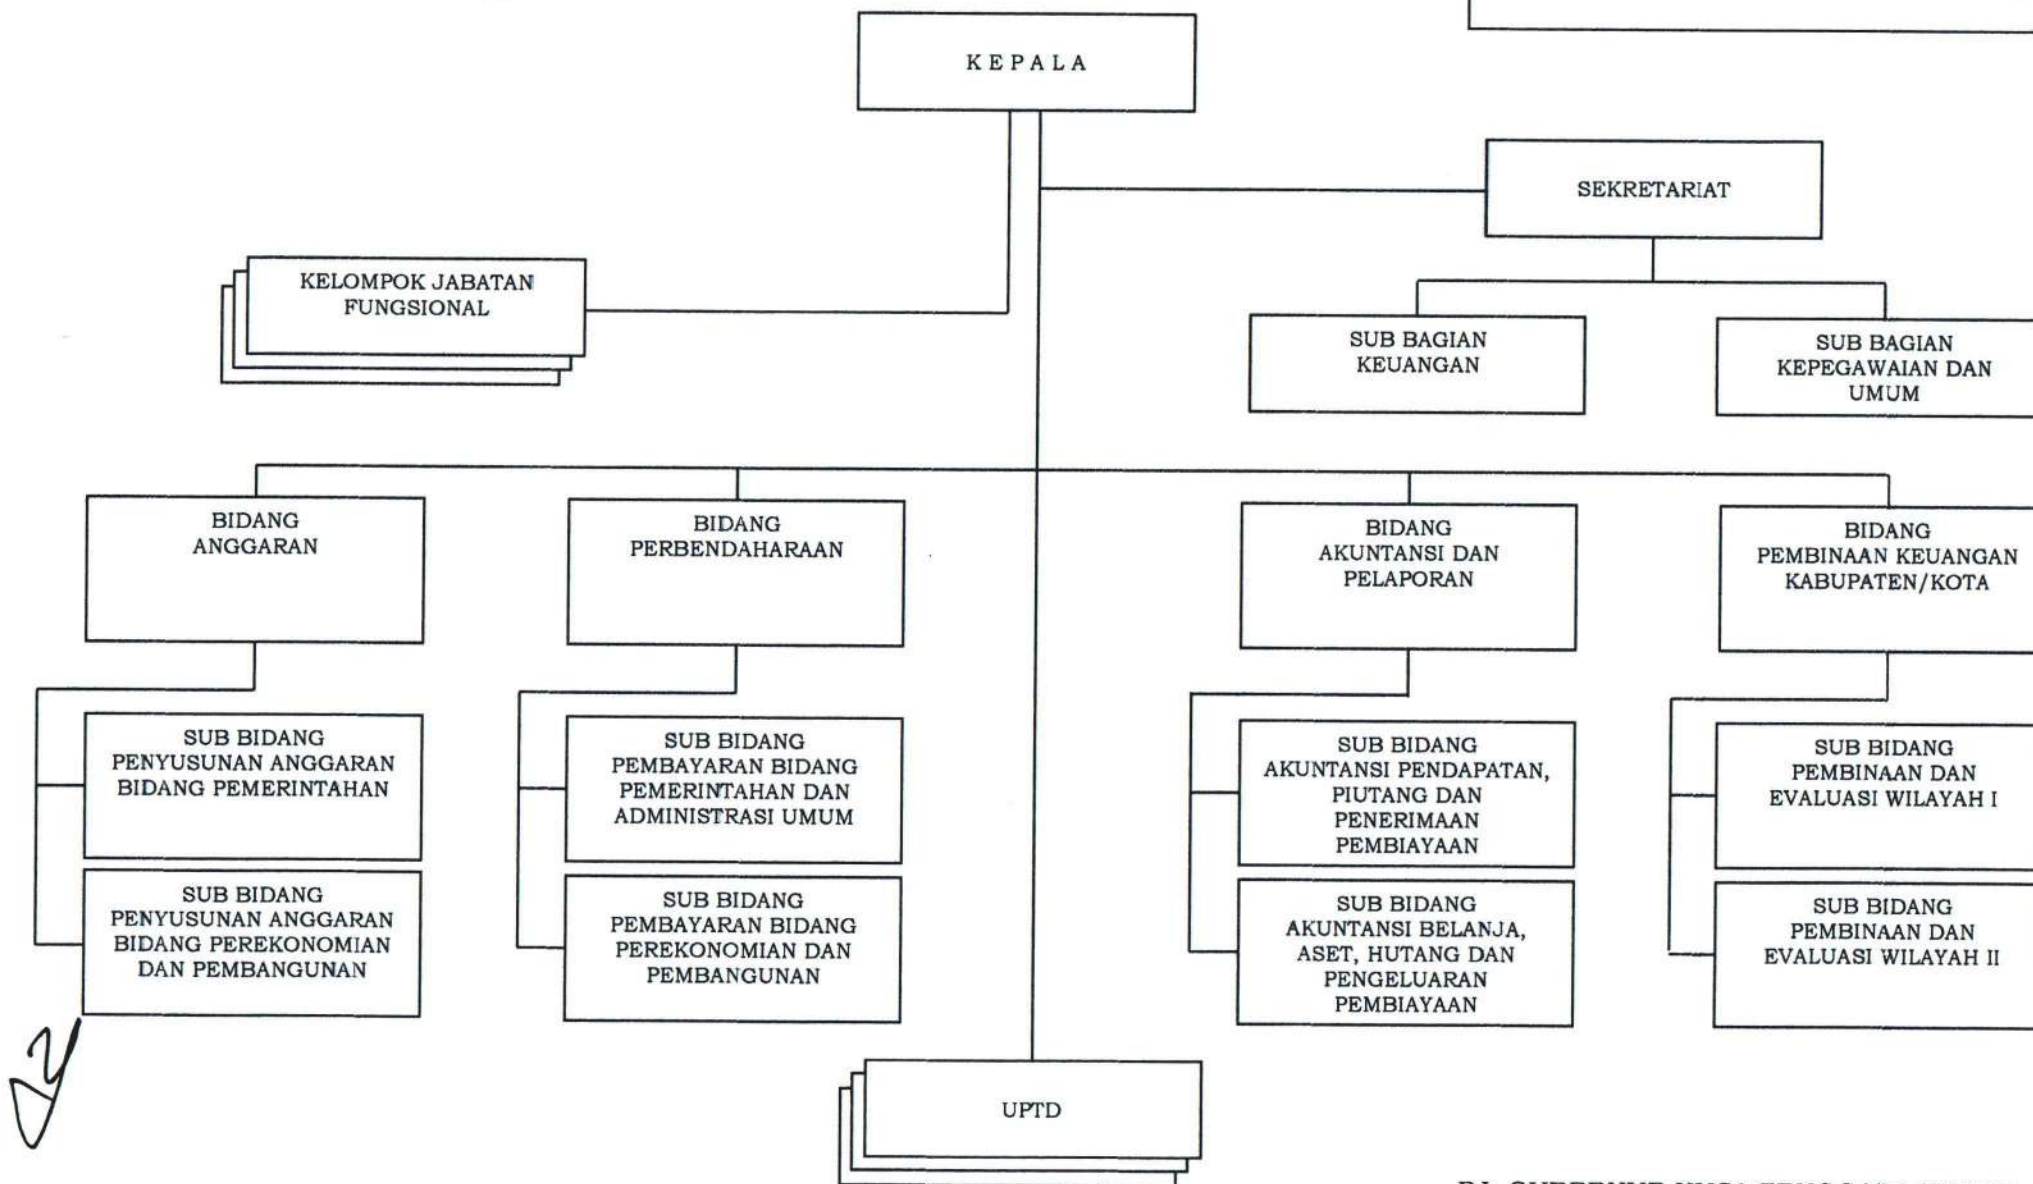 K E P A L A
SEKRETARIAT
KELOMPOK JABATAN
FUNGSIONAL
SUB BAGIAN
KEUANGAN
SUB BAGIAN
KEPEGAWAIAN DAN
UMUM
BIDANG
ANGGARAN
BIDANG
PERBENDAHARAAN
BIDANG
AKUNTANSI DAN
PELAPORAN
BIDANG
PEMBINAAN KEUANGAN
KABUPATEN/KOTA
SUB BIDANG
PENYUSUNAN ANGGARAN
BIDANG PEMERINTAHAN
SUB BIDANG
PEMBAYARAN BIDANG
PEMERINTAHAN DAN
ADMINISTRASI UMUM
SUB BIDANG
AKUNTANSI PENDAPATAN,
PIUTANG DAN
PENERIMAAN
PEMBIAYAAN
SUB BIDANG
PEMBINAAN DAN
EVALUASI WILAYAH I
SUB BIDANG
PENYUSUNAN ANGGARAN
BIDANG PEREKONOMIAN
DAN PEMBANGUNAN
SUB BIDANG
PEMBAYARAN BIDANG
PEREKONOMIAN DAN
PEMBANGUNAN
SUB BIDANG
AKUNTANSI BELANJA,
ASET, HUTANG DAN
PENGELUARAN
PEMBIAYAAN
SUB BIDANG
PEMBINAAN DAN
EVALUASI WILAYAH II
UPTD